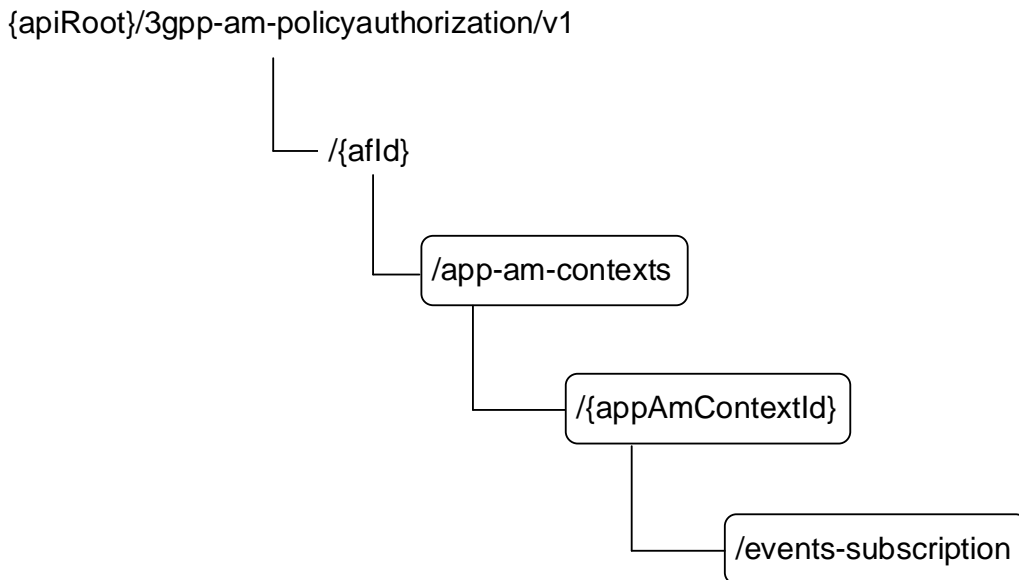 {apiRoot}/3gpp-am-policyauthorization/v1
/{afId}
/app-am-contexts
/{appAmContextId}
/events-subscription